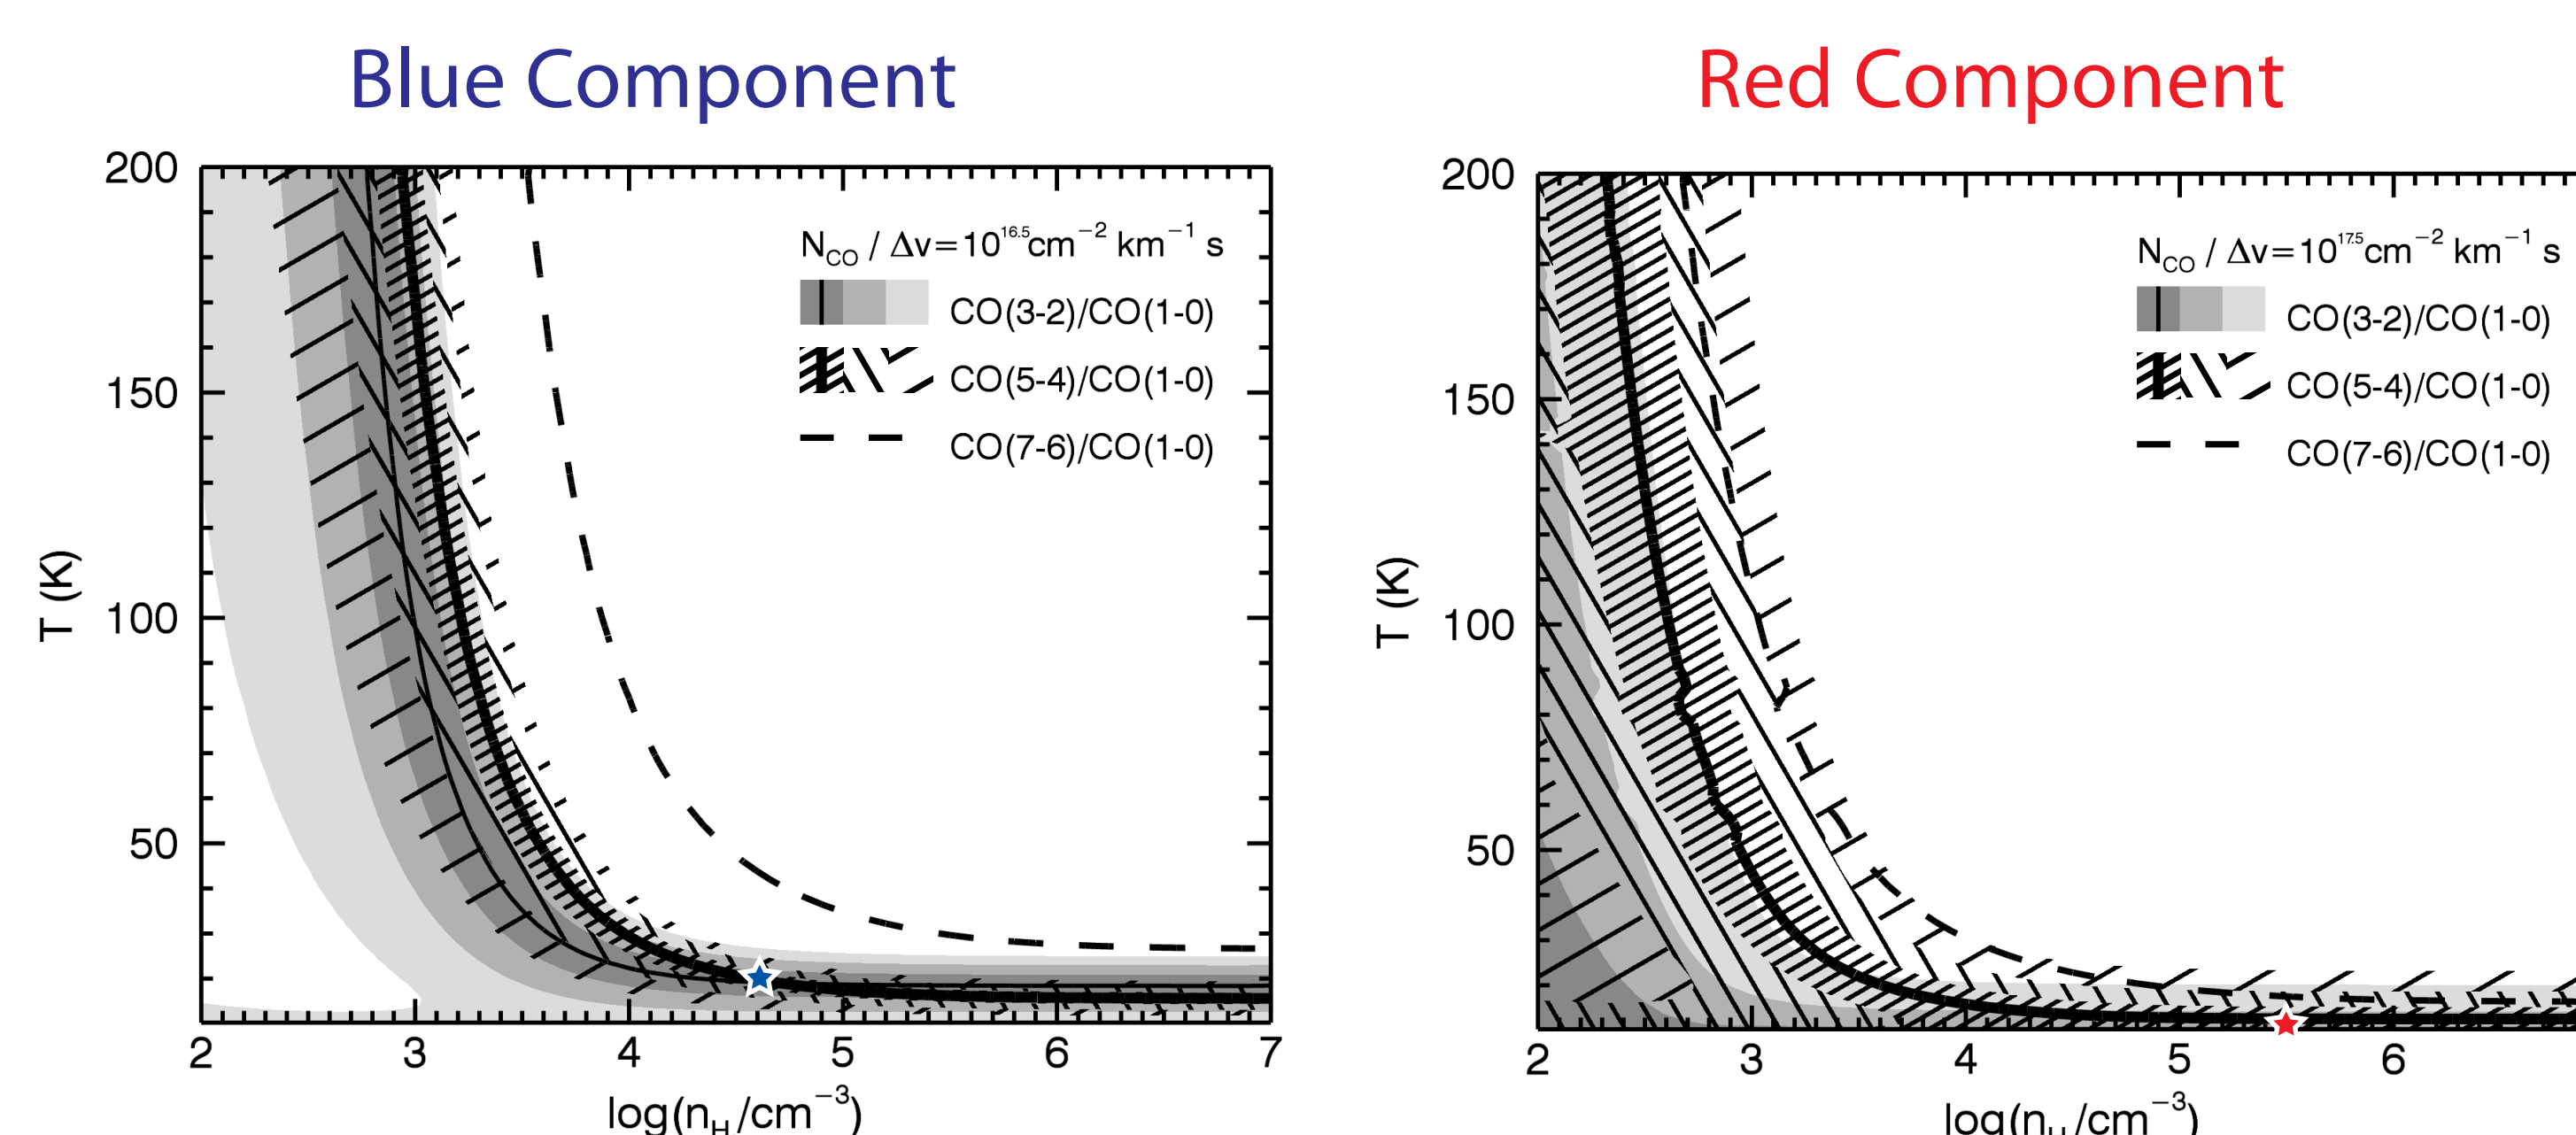 Blue Component
Red Component
200
150
100
50
T (K)
N_CO / Δv=10^16.5 cm^−2 km^−1 s
CO(3-2)/CO(1-0)
CO(5-4)/CO(1-0)
CO(7-6)/CO(1-0)
2 3 4 5 6 7
log(n_H/cm^−3)
200
150
100
50
T (K)
N_CO / Δv=10^17.5 cm^−2 km^−1 s
CO(3-2)/CO(1-0)
CO(5-4)/CO(1-0)
CO(7-6)/CO(1-0)
2 3 4 5 6
log(n_H/cm^−3)